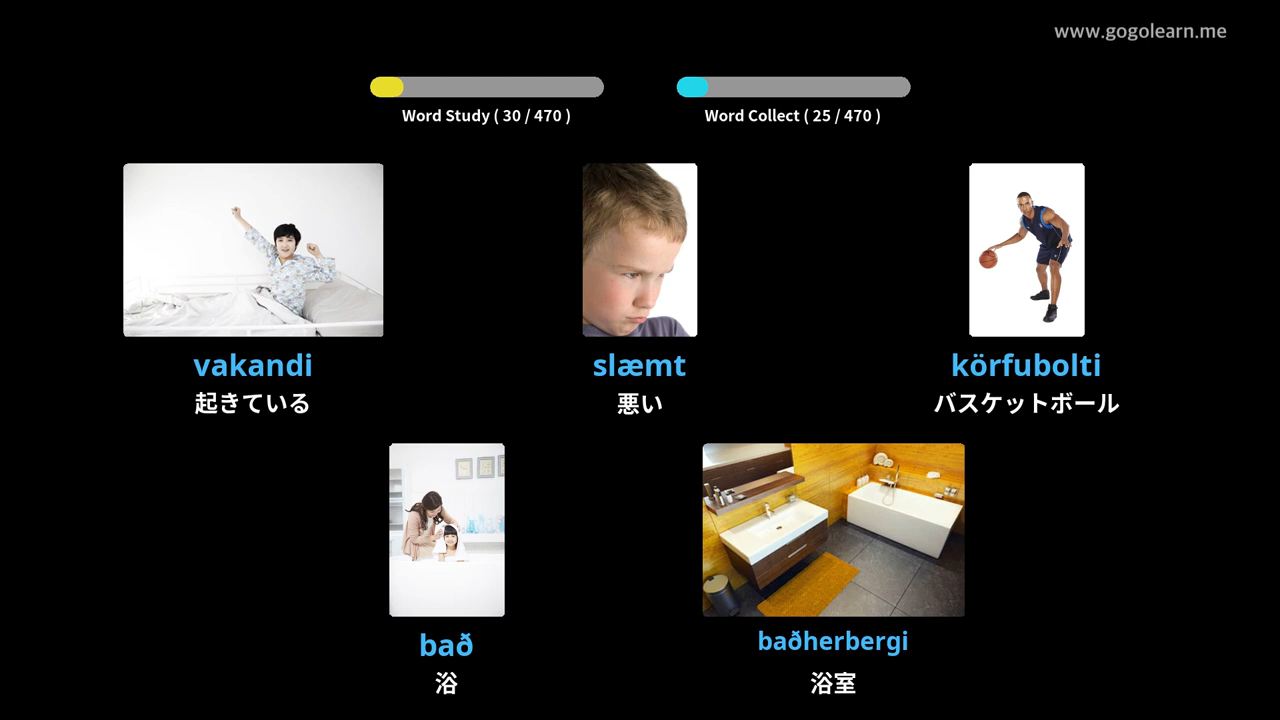 www.gogolearn.me
Word Study ( 30 / 470 )
Word Collect ( 25 / 470 )
vakandi
起きている
slæmt
悪い
körfubolti
バスケットボール
bað
浴
baðherbergi
浴室